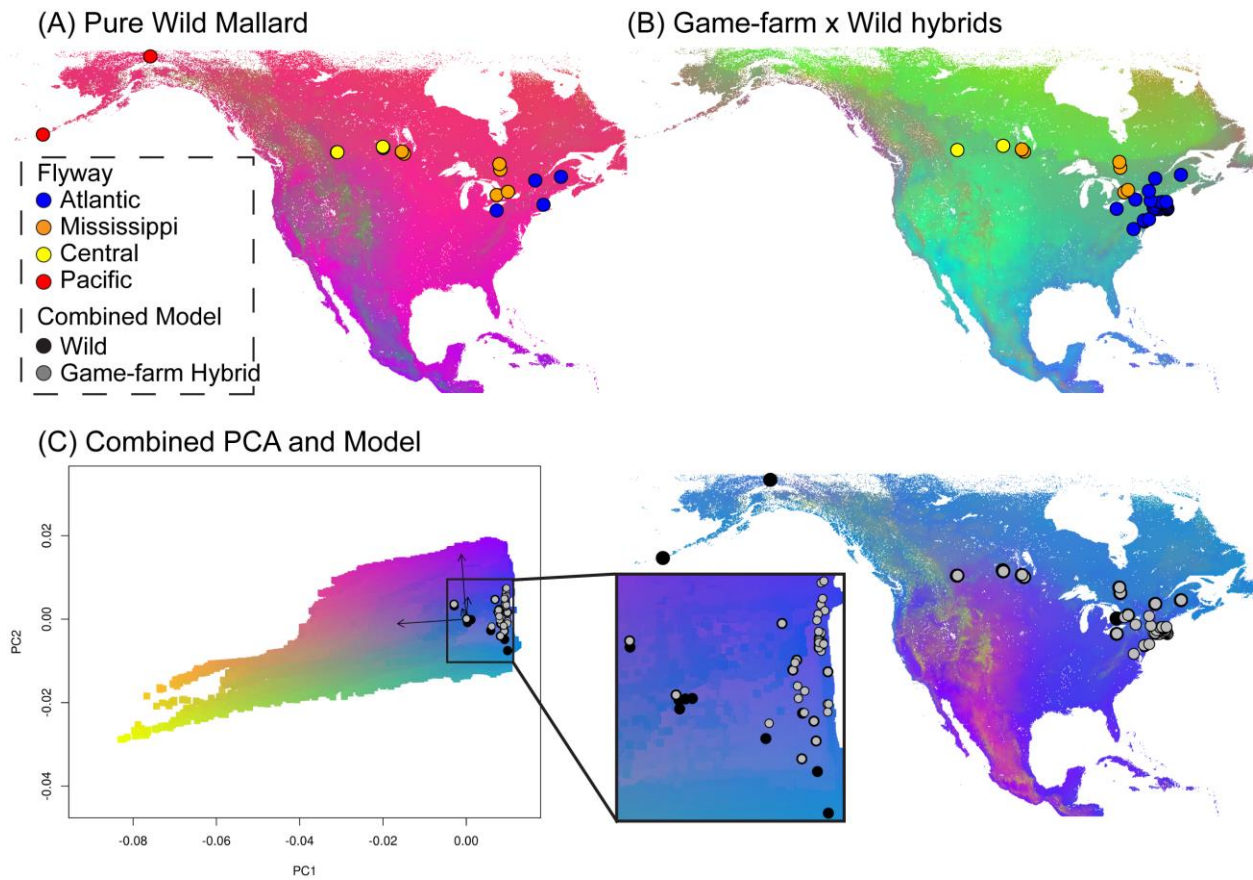 (A) Pure Wild Mallard
(B) Game-farm x Wild hybrids
Flyway
Atlantic
Mississippi
Central
Pacific
Combined Model
Wild
Game-farm Hybrid
(C) Combined PCA and Model
PC2
0.02
0.00
-0.02
-0.04
-0.08
-0.06
-0.04
-0.02
0.00
PC1